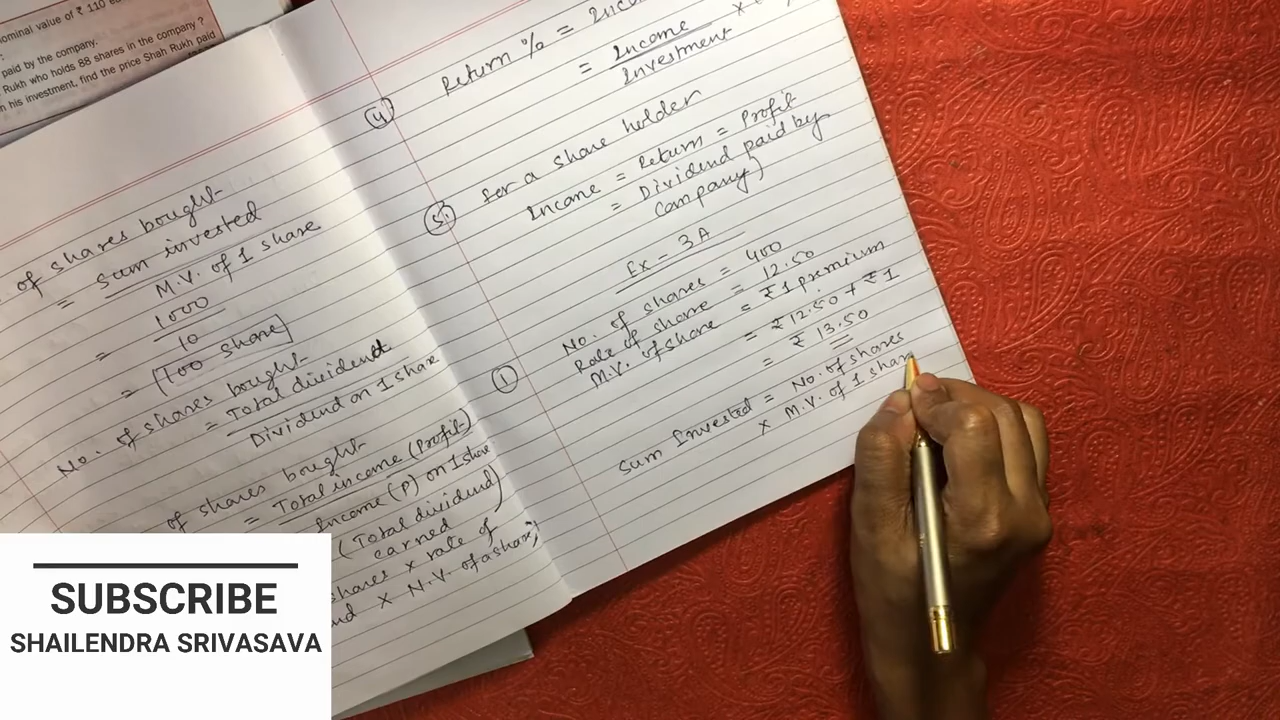 nominal value of ₹ 110
paid by the company.
Rukh who holds 88 shares in the company ?
n his investment, find the price Shah Rukh paid
of shares bought-
= Sum invested
M.V. of 1 share
= 1000
10
= 100 share
No. of shares bought-
= Total dividend
Dividend on 1 share
of shares bought-
= Total income (Profit)
Income (P) on 1 share
(Total dividend)
earned
shares × rate of
nd × N.V. of a share
(4) Return % =
= Income
Investment
(5.) For a share holder
Income = Return = Profit
= Dividend paid by
company)
Ex - 3A
(1) No. of shares = 400
Rate of share = 12.50
M.V. of share = ₹ 1 premium
= ₹ 12.50 + ₹ 1
= ₹ 13.50
Sum Invested = No. of shares
× M.V. of 1 shar
SUBSCRIBE
SHAILENDRA SRIVASAVA